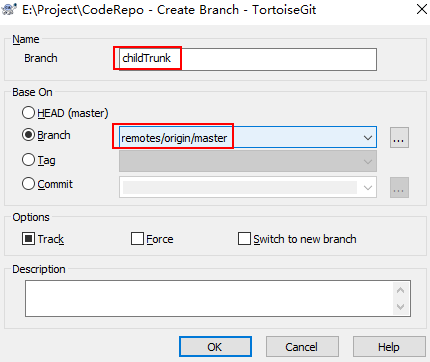 E:\Project\CodeRepo - Create Branch - TortoiseGit
Name
Branch childTrunk
Base On
HEAD (master)
Branch remotes/origin/master ...
Tag
Commit ...
Options
Track Force Switch to new branch
Description
OK Cancel Help